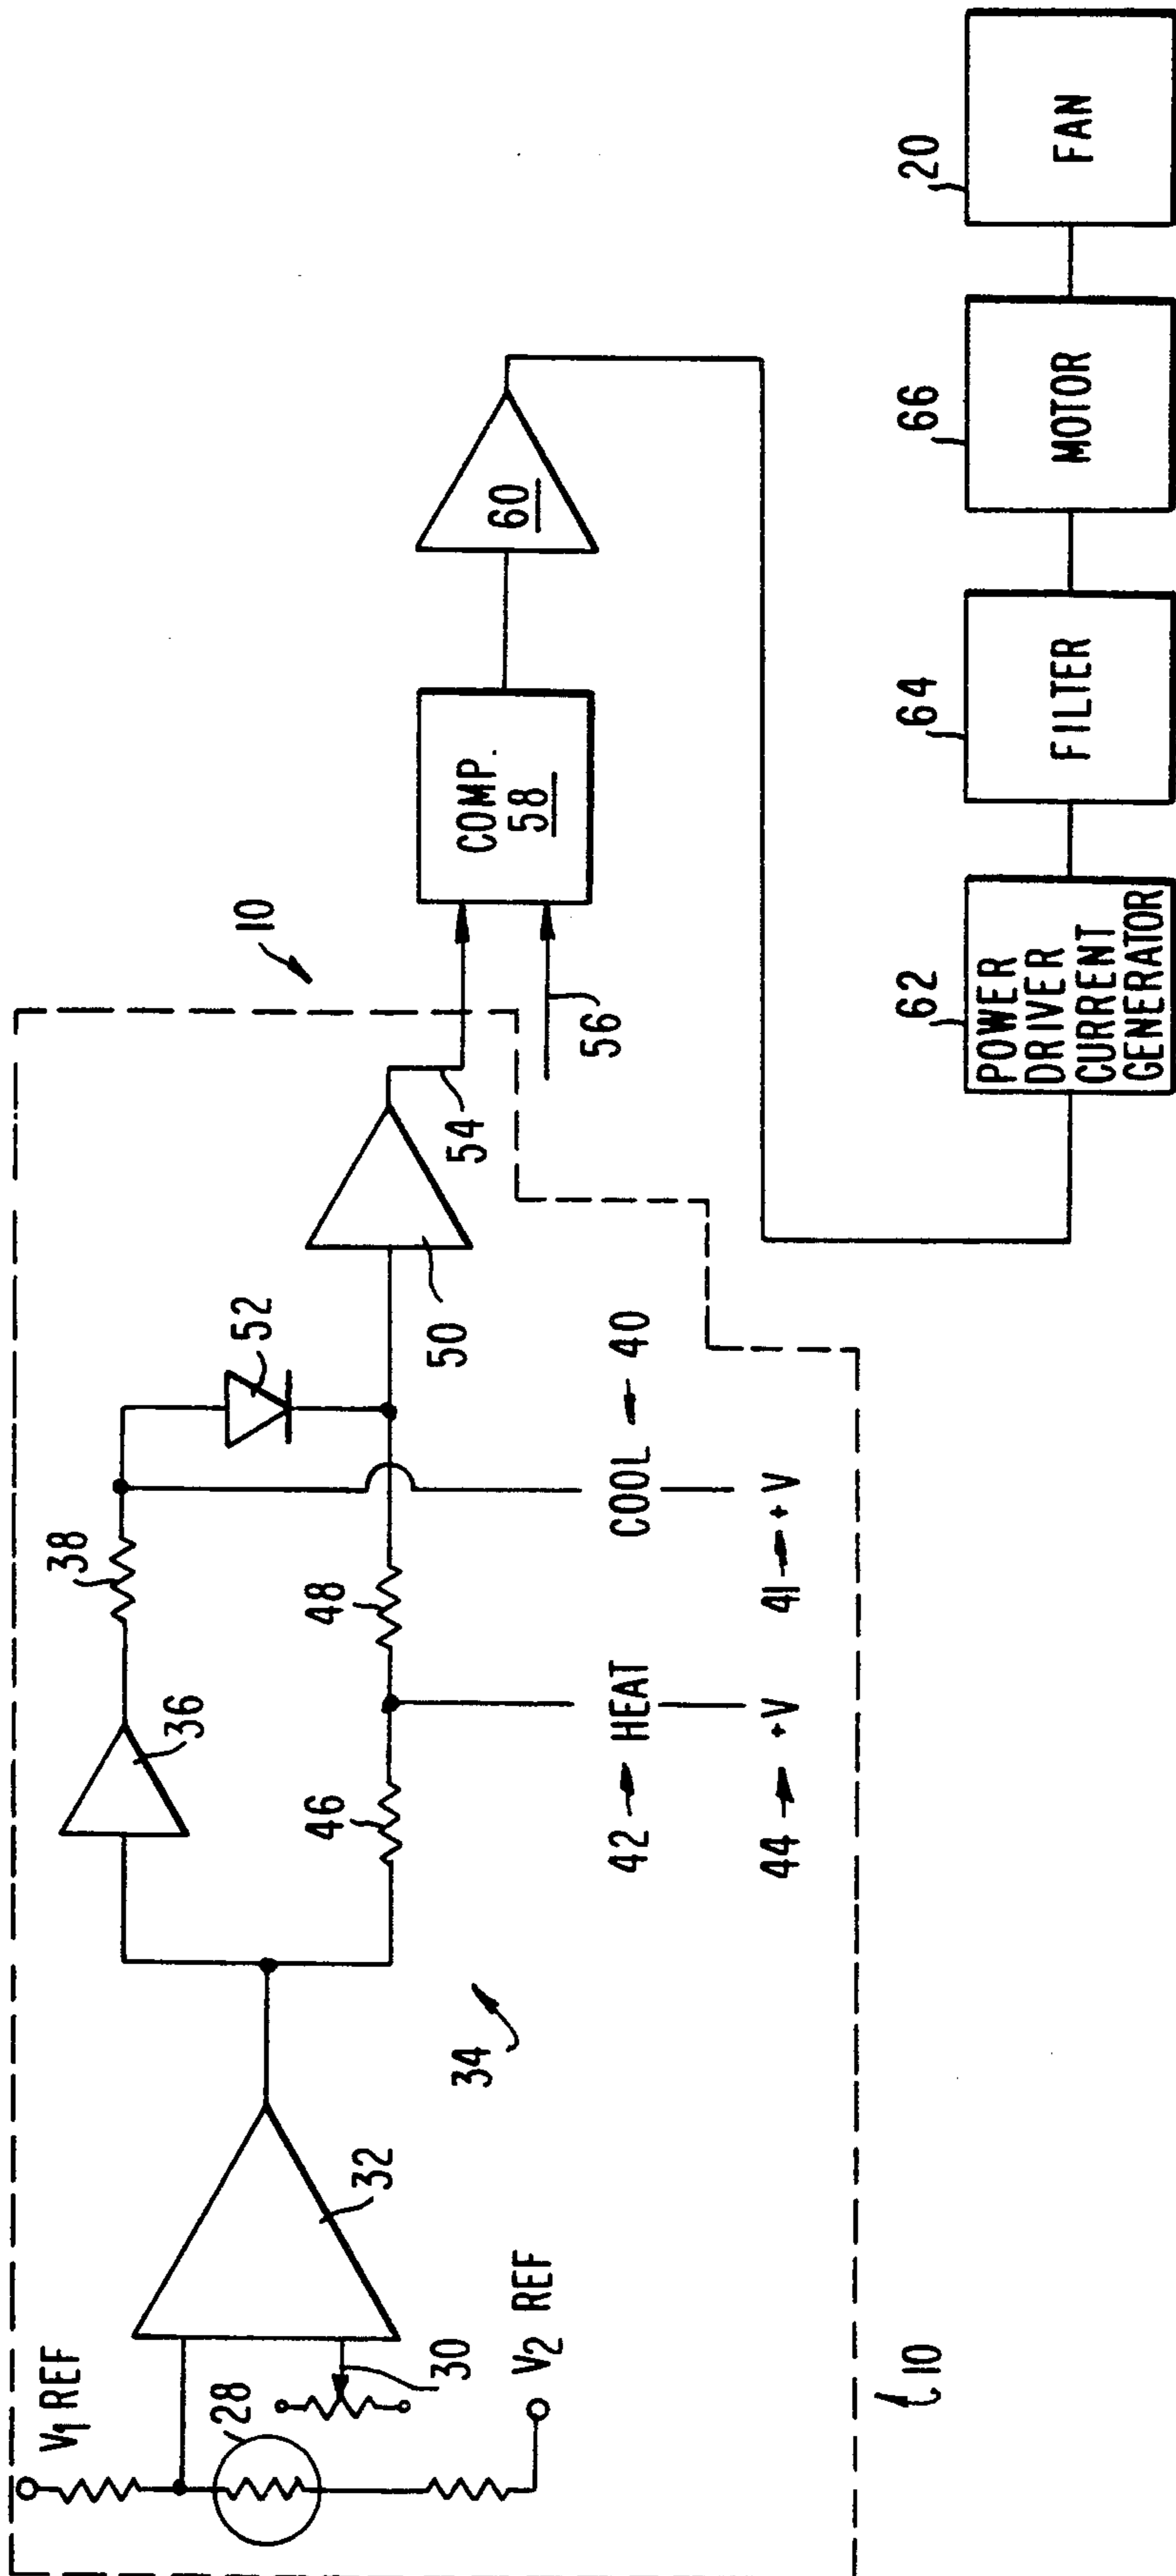 V1 REF
28
30
V2 REF
32
34
36
38
46
48
42 HEAT
44 +V
COOL 40
41 +V
52
50
54
10
56
COMP.
58
60
10
62
POWER
DRIVER
CURRENT
GENERATOR
64
FILTER
66
MOTOR
20
FAN